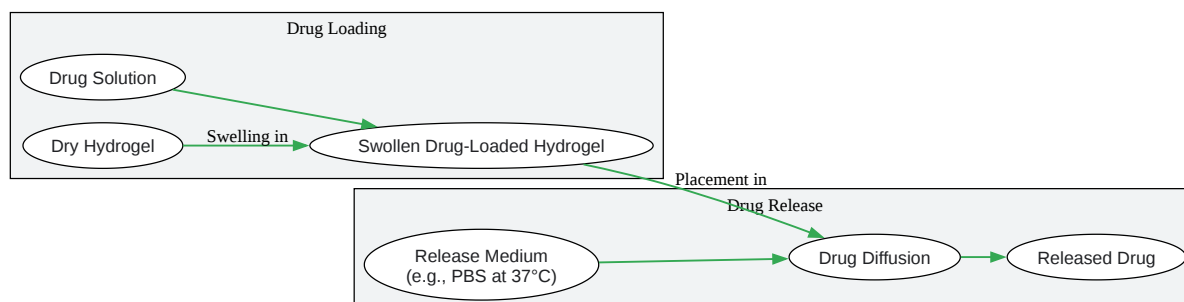 Drug Loading
Drug Solution
Dry Hydrogel
Swelling in
Swollen Drug-Loaded Hydrogel
Placement in
Drug Release
Release Medium
(e.g., PBS at 37°C)
Drug Diffusion
Released Drug